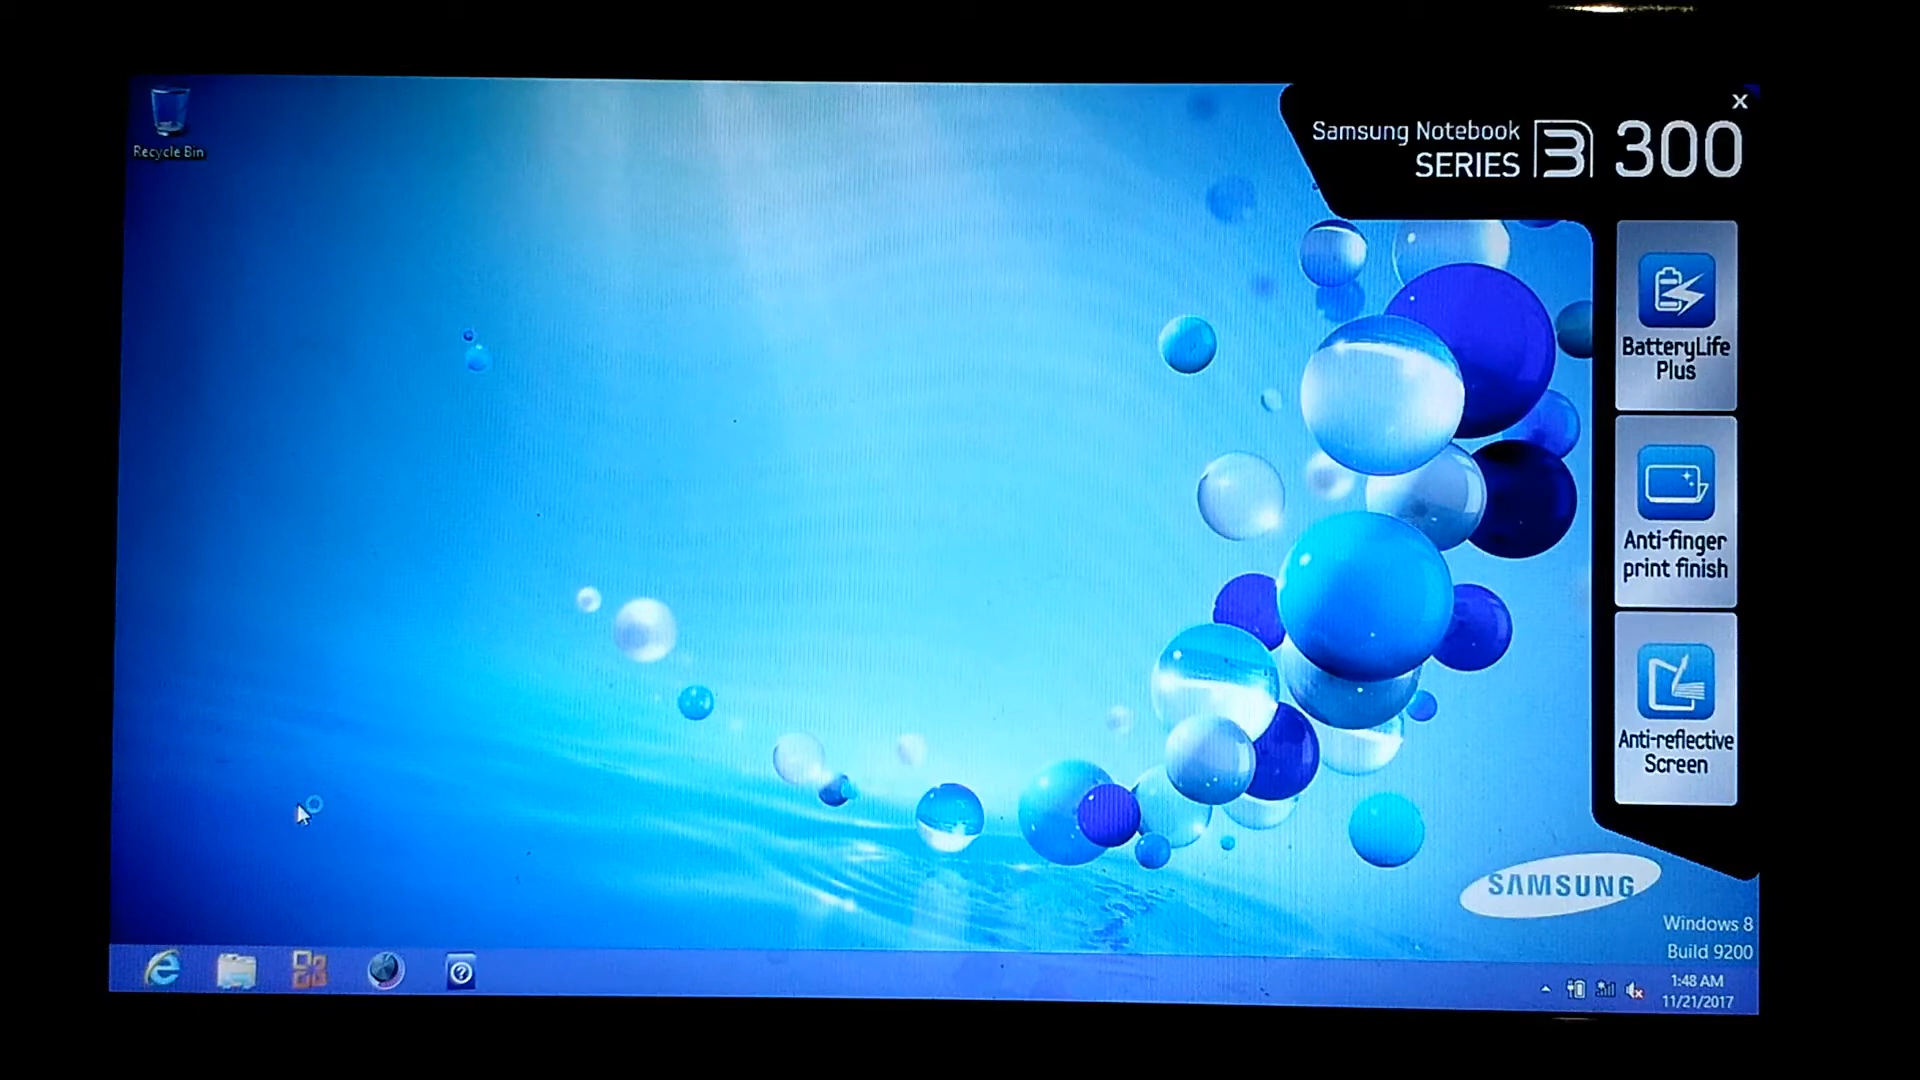 Recycle Bin
X
Samsung Notebook
SERIES 3 300
BatteryLife
Plus
Anti-finger
print finish
Anti-reflective
Screen
SAMSUNG
Windows 8
Build 9200
1:48 AM
11/21/2017